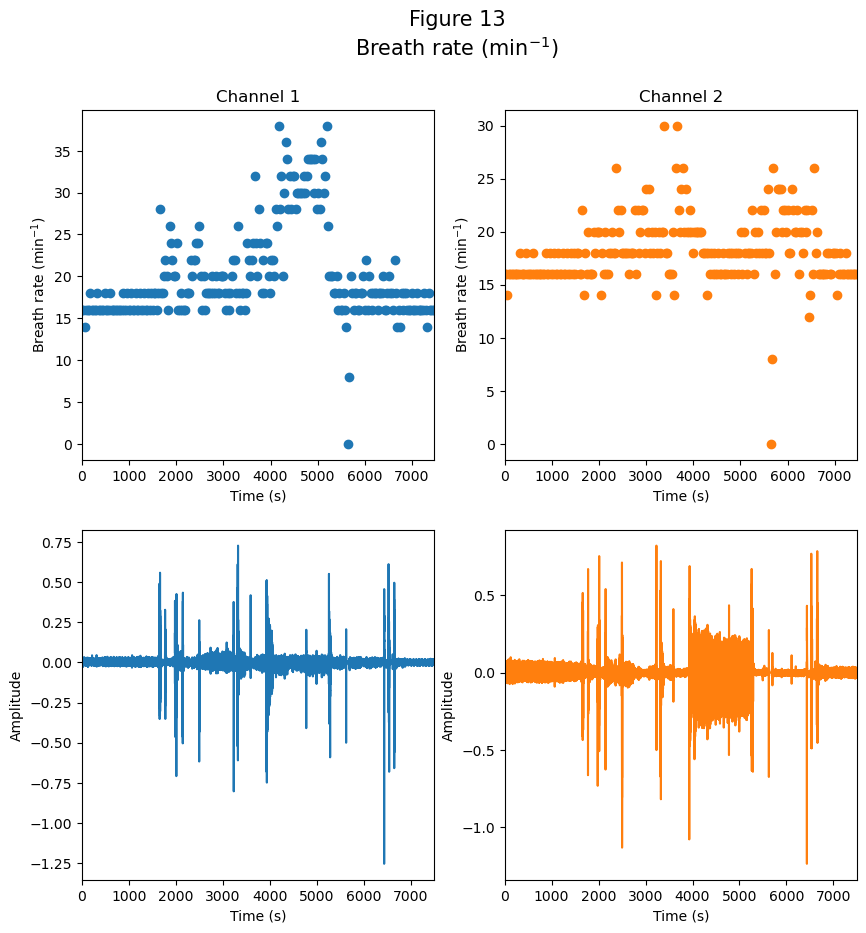 Figure 13
Breath rate (min⁻¹)
Channel 1
Channel 2
Breath rate (min⁻¹)
35
30
25
20
15
10
5
0
0 1000 2000 3000 4000 5000 6000 7000
Time (s)
Breath rate (min⁻¹)
30
25
20
15
10
5
0
0 1000 2000 3000 4000 5000 6000 7000
Time (s)
Amplitude
0.75
0.50
0.25
0.00
−0.25
−0.50
−0.75
−1.00
−1.25
0 1000 2000 3000 4000 5000 6000 7000
Time (s)
Amplitude
0.5
0.0
−0.5
−1.0
0 1000 2000 3000 4000 5000 6000 7000
Time (s)